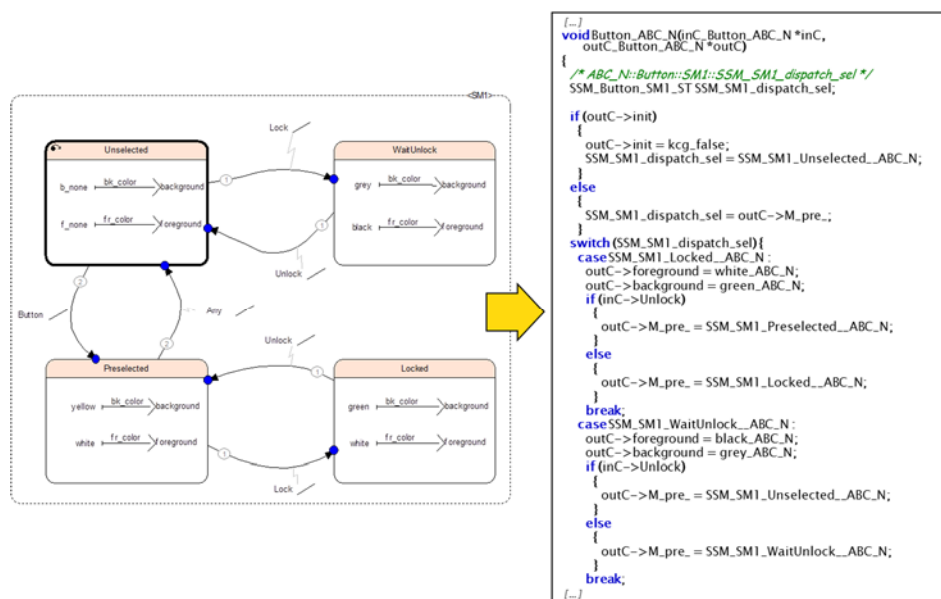 <SM1>
Lock
Unselected
b_none bk_color background
f_none fr_color foreground
1
WaitUnlock
grey bk_color background
black fr_color foreground
1
Unlock
2
Button
Any
2
Unlock
Preselected
yellow bk_color background
white fr_color foreground
1
Locked
green bk_color background
white fr_color foreground
1
Lock
[...]
void Button_ABC_N(inC_Button_ABC_N *inC,
outC_Button_ABC_N *outC)
{
/* ABC_N::Button::SM1::SSM_SM1_dispatch_sel */
SSM_Button_SM1_ST SSM_SM1_dispatch_sel;
if (outC->init)
{
outC->init = kcg_false;
SSM_SM1_dispatch_sel = SSM_SM1_Unselected__ABC_N;
}
else
{
SSM_SM1_dispatch_sel = outC->M_pre_;
}
switch (SSM_SM1_dispatch_sel){
case SSM_SM1_Locked__ABC_N :
outC->foreground = white_ABC_N;
outC->background = green_ABC_N;
if (inC->Unlock)
{
outC->M_pre_ = SSM_SM1_Preselected__ABC_N;
}
else
{
outC->M_pre_ = SSM_SM1_Locked__ABC_N;
}
break;
case SSM_SM1_WaitUnlock__ABC_N :
outC->foreground = black_ABC_N;
outC->background = grey_ABC_N;
if (inC->Unlock)
{
outC->M_pre_ = SSM_SM1_Unselected__ABC_N;
}
else
{
outC->M_pre_ = SSM_SM1_WaitUnlock__ABC_N;
}
break;
[...]